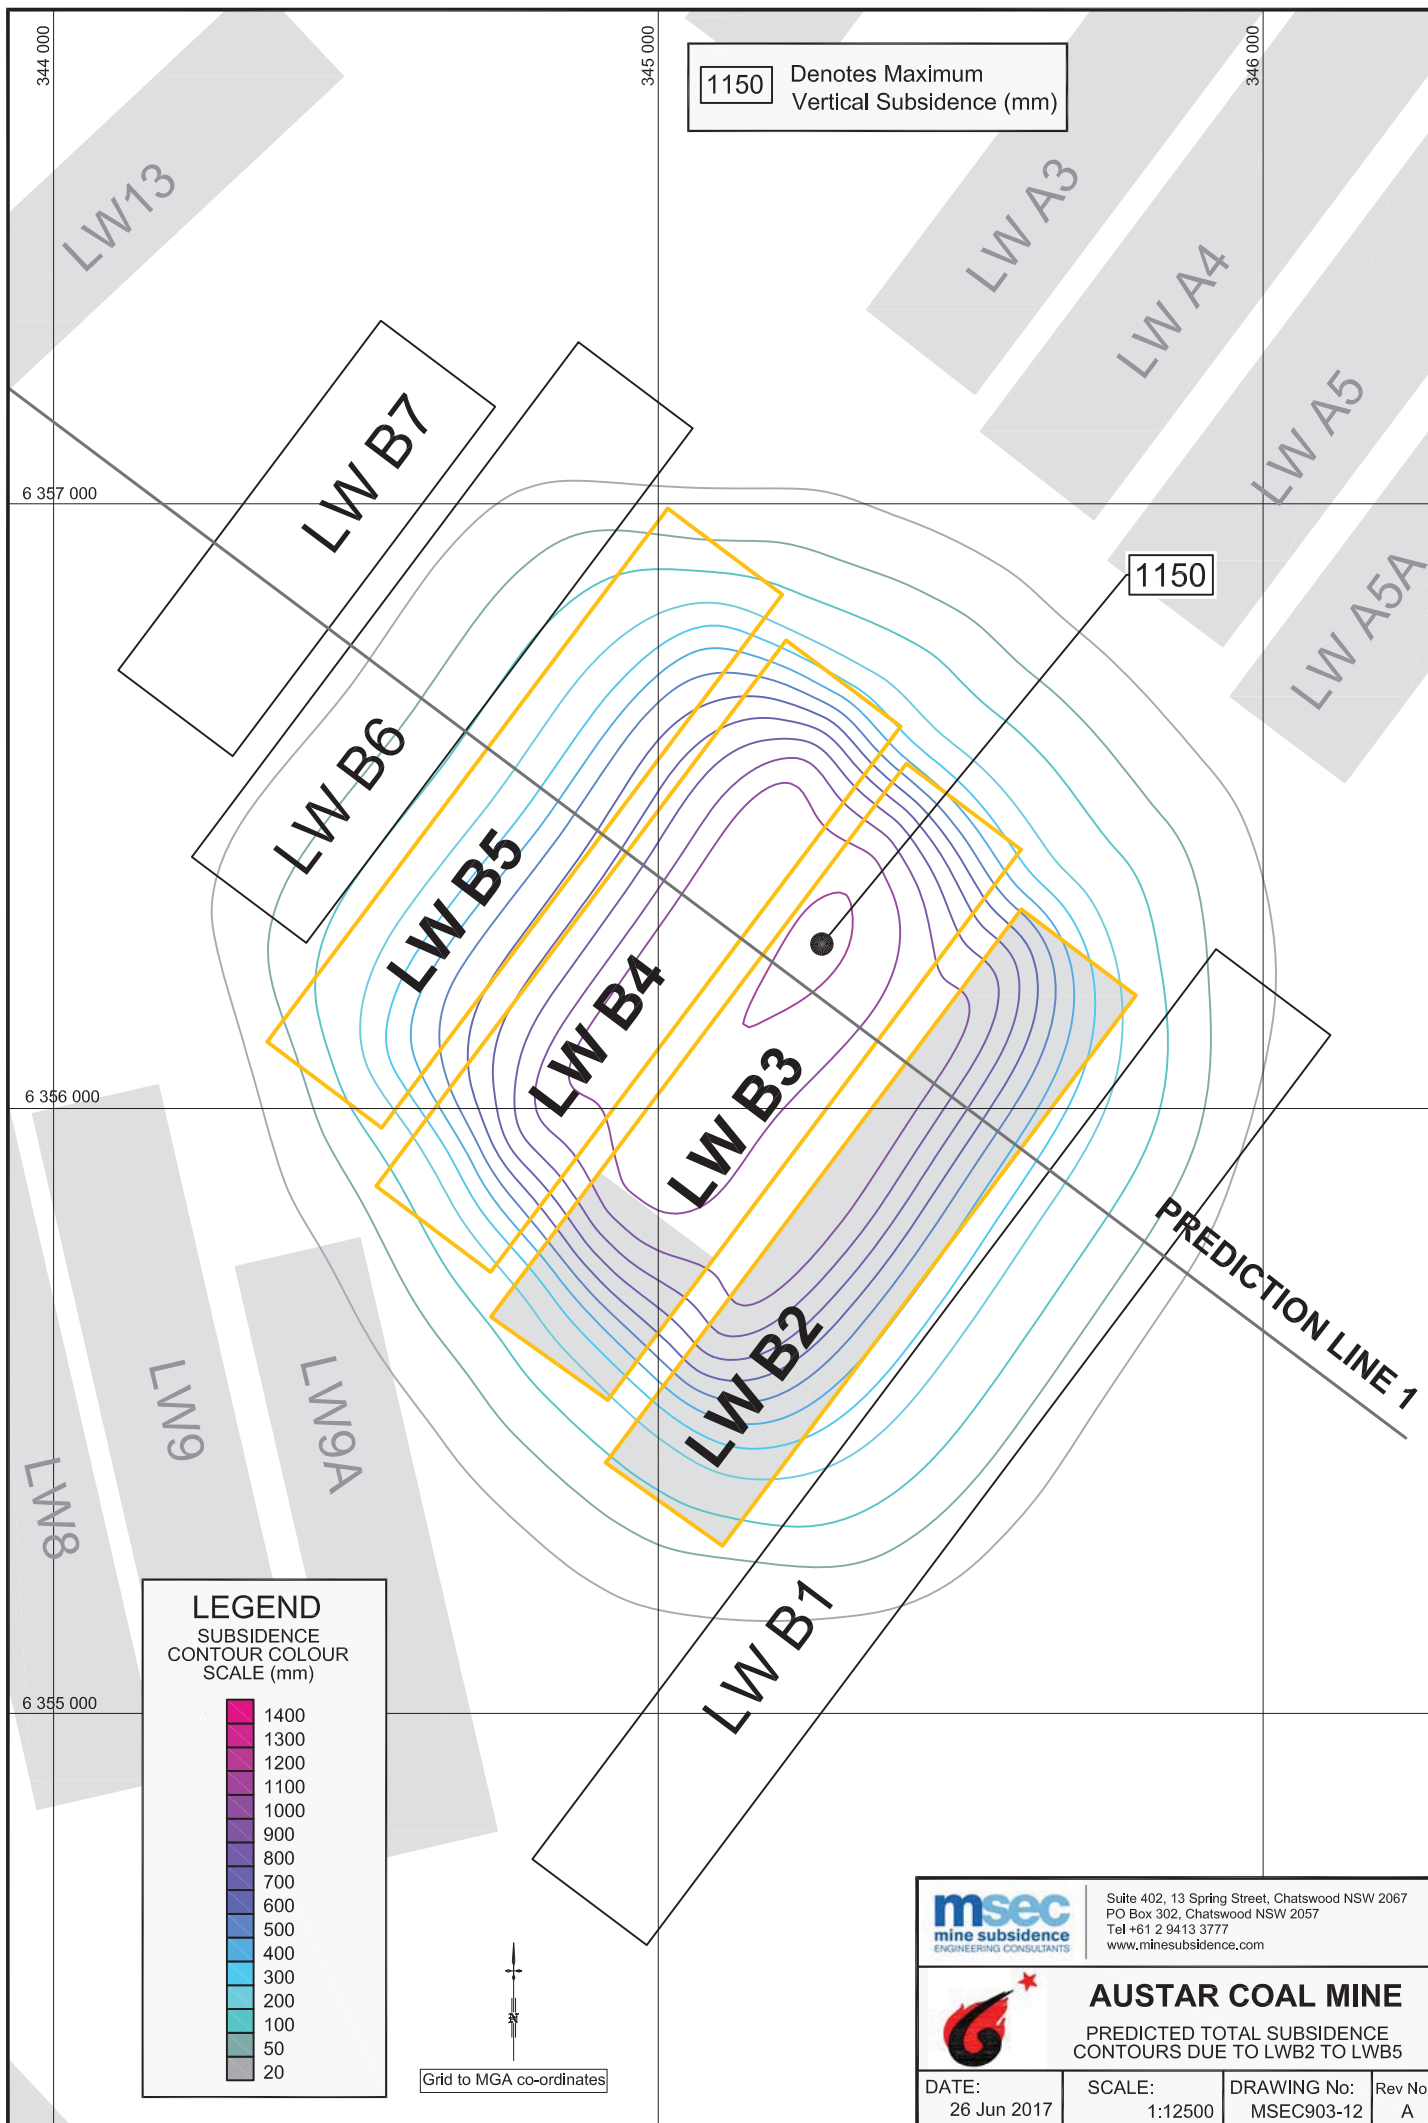 344 000
345 000
346 000
1150
Denotes Maximum
Vertical Subsidence (mm)
LW13
LW A3
LW A4
LW A5
LW A5A
LW B7
6 357 000
1150
LW B6
LW B5
LW B4
LW B3
6 356 000
PREDICTION LINE 1
LW B2
LW9
LW9A
LW8
LW B1
LEGEND
SUBSIDENCE
CONTOUR COLOUR
SCALE (mm)
6 355 000
1400
1300
1200
1100
1000
900
800
700
600
500
400
300
200
100
50
20
N
Grid to MGA co-ordinates
msec
mine subsidence
ENGINEERING CONSULTANTS
Suite 402, 13 Spring Street, Chatswood NSW 2067
PO Box 302, Chatswood NSW 2057
Tel +61 2 9413 3777
www.minesubsidence.com
AUSTAR COAL MINE
PREDICTED TOTAL SUBSIDENCE
CONTOURS DUE TO LWB2 TO LWB5
DATE:
26 Jun 2017
SCALE:
1:12500
DRAWING No:
MSEC903-12
Rev No
A